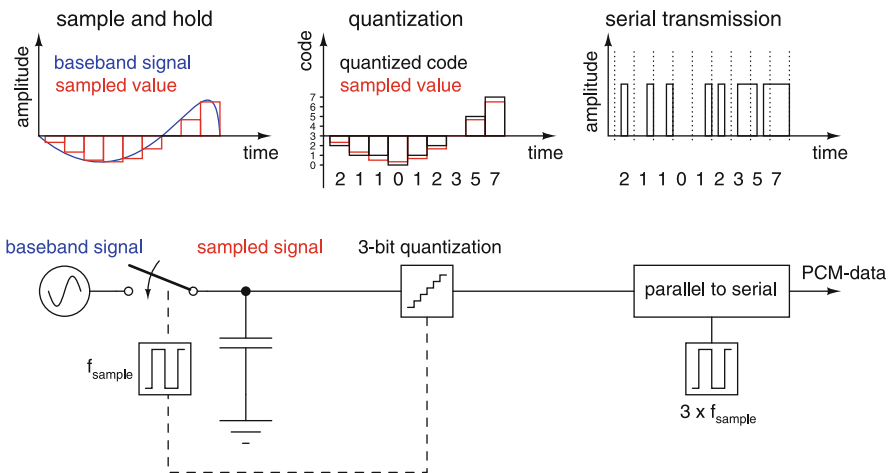 sample and hold
quantization
serial transmission
amplitude
baseband signal
sampled value
time
code
quantized code
sampled value
7
6
5
4
3
2
1
0
time
2 1 1 0 1 2 3 5 7
amplitude
time
2 1 1 0 1 2 3 5 7
baseband signal
sampled signal
3-bit quantization
PCM-data
parallel to serial
fsample
3 x fsample